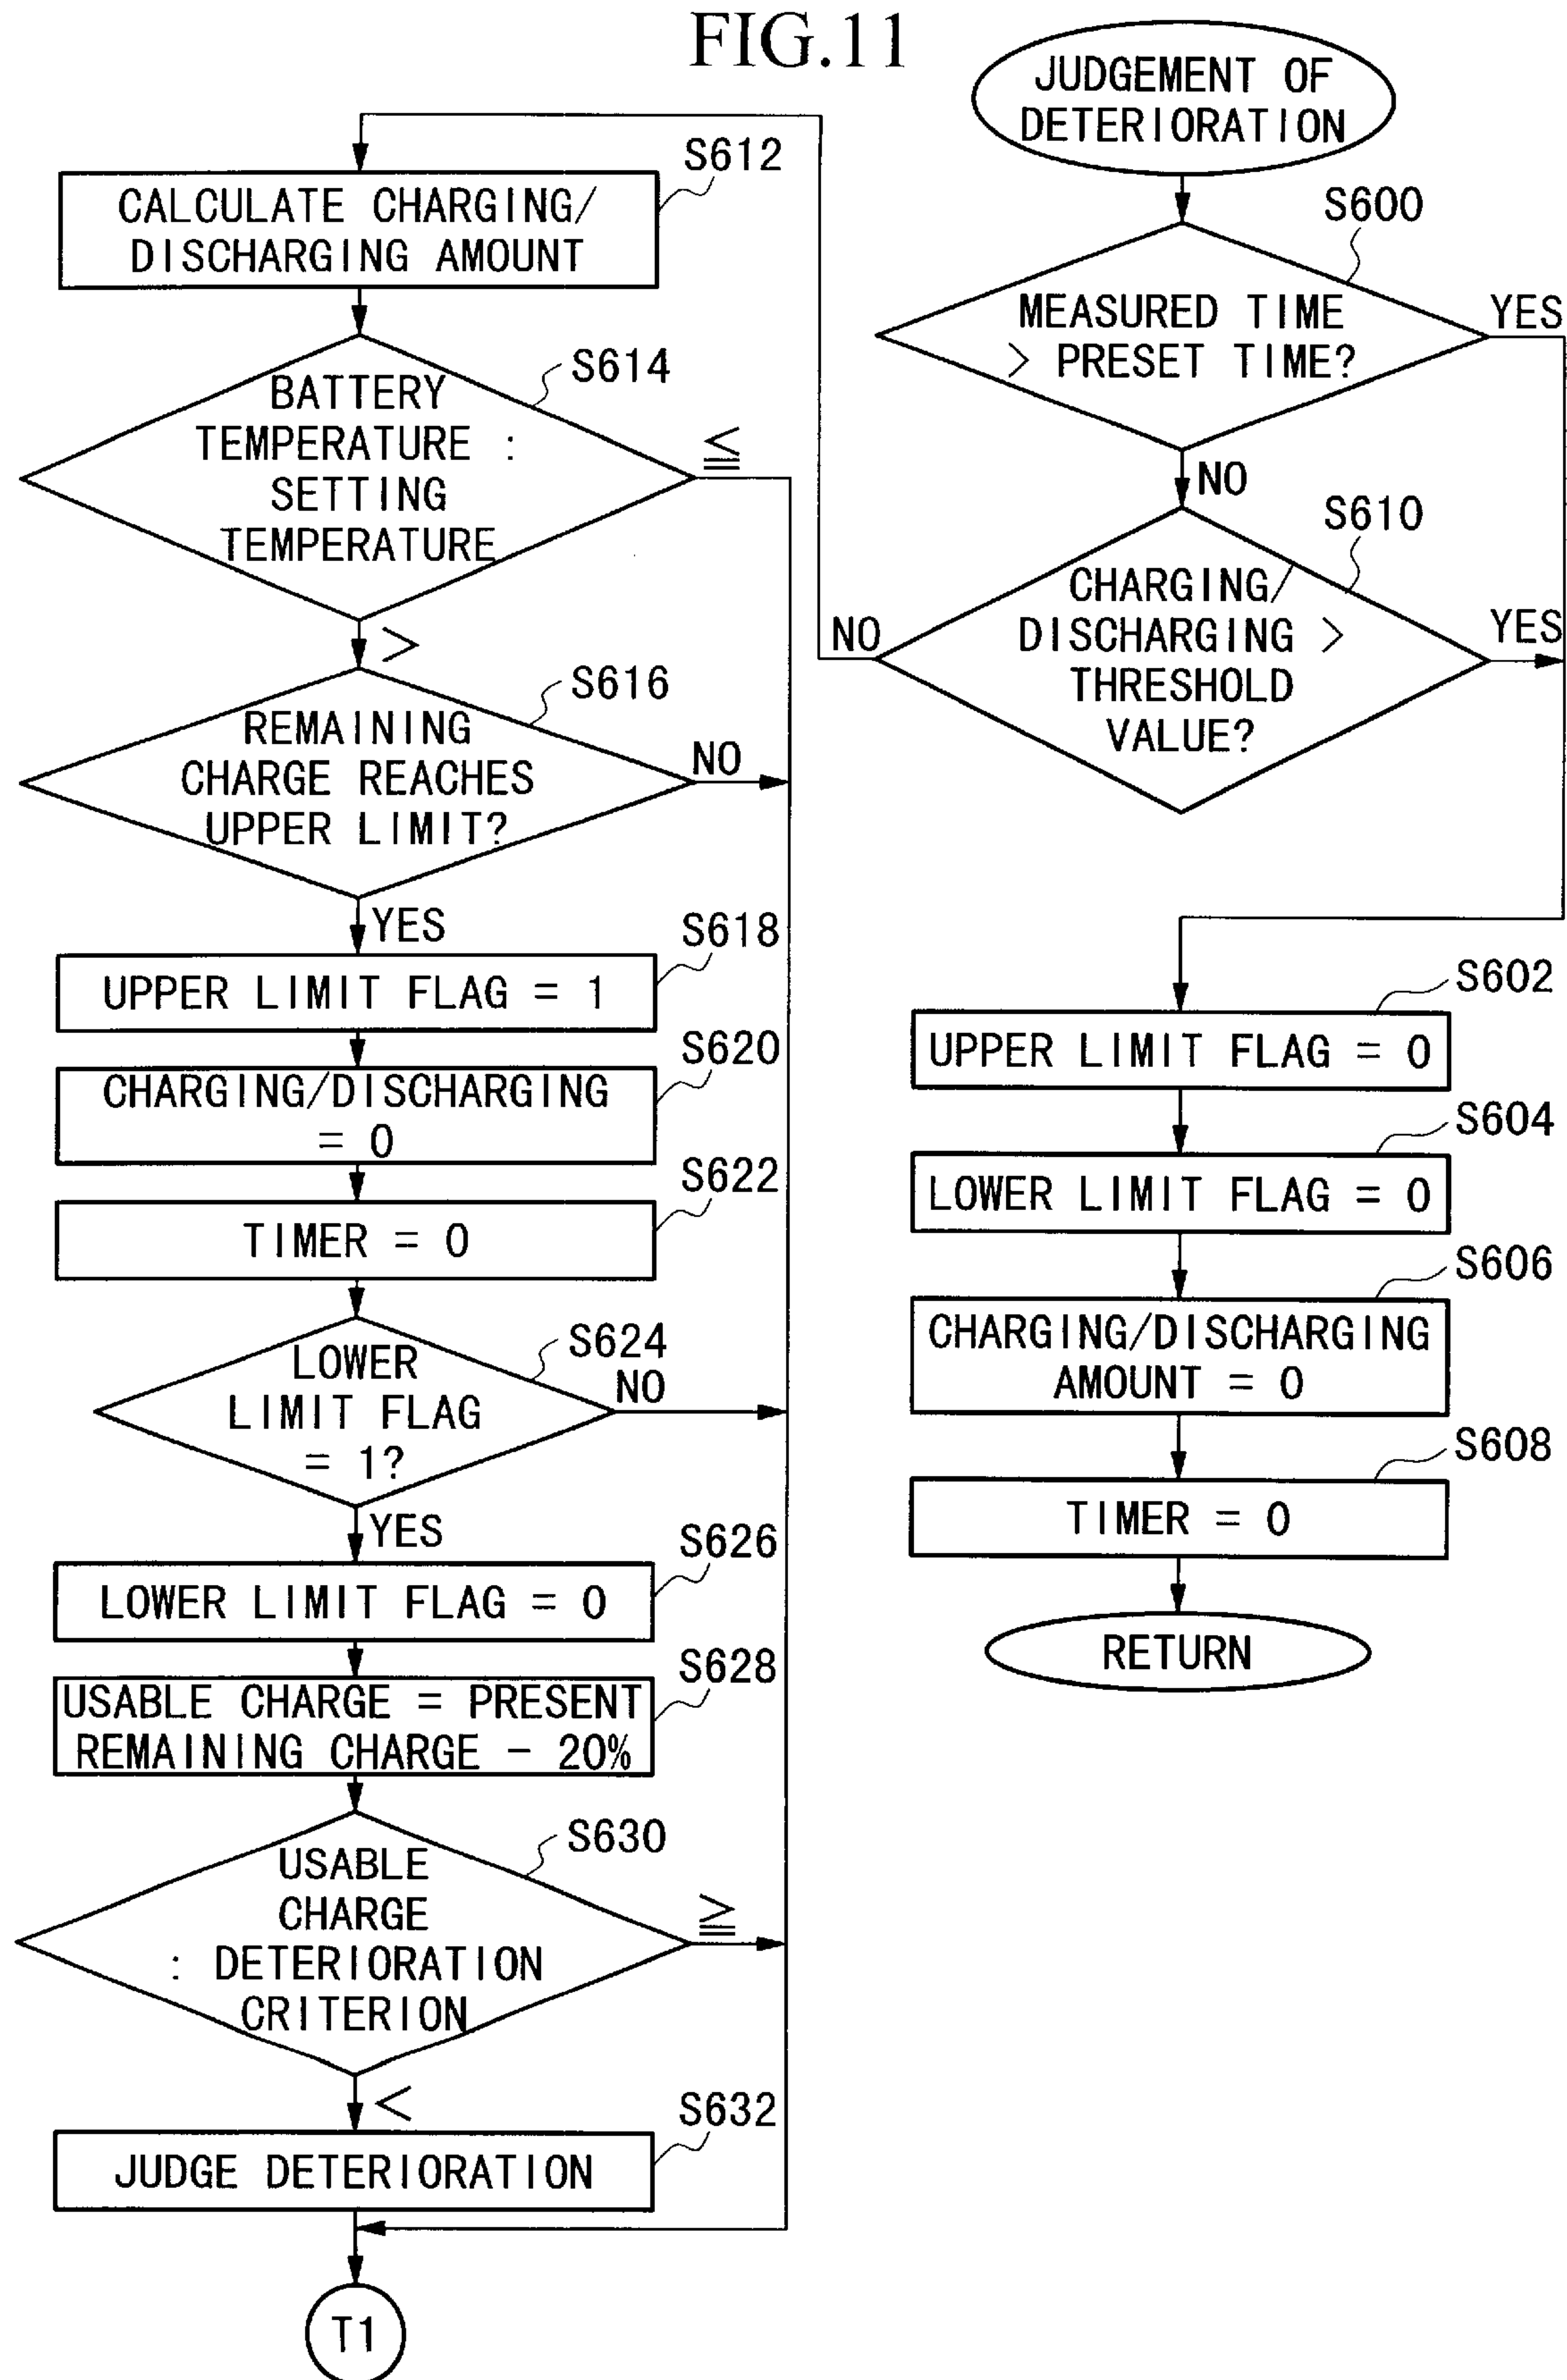 FIG.11
JUDGEMENT OF
DETERIORATION
S600
MEASURED TIME
> PRESET TIME?
YES
NO
S610
CHARGING/
DISCHARGING >
THRESHOLD
VALUE?
YES
NO
S602
UPPER LIMIT FLAG = 0
S604
LOWER LIMIT FLAG = 0
S606
CHARGING/DISCHARGING
AMOUNT = 0
S608
TIMER = 0
RETURN
S612
CALCULATE CHARGING/
DISCHARGING AMOUNT
S614
BATTERY
TEMPERATURE :
SETTING
TEMPERATURE
≦
>
S616
REMAINING
CHARGE REACHES
UPPER LIMIT?
NO
YES
S618
UPPER LIMIT FLAG = 1
S620
CHARGING/DISCHARGING
= 0
S622
TIMER = 0
S624
LOWER
LIMIT FLAG
= 1?
NO
YES
S626
LOWER LIMIT FLAG = 0
S628
USABLE CHARGE = PRESENT
REMAINING CHARGE - 20%
S630
USABLE
CHARGE
: DETERIORATION
CRITERION
≧
<
S632
JUDGE DETERIORATION
T1